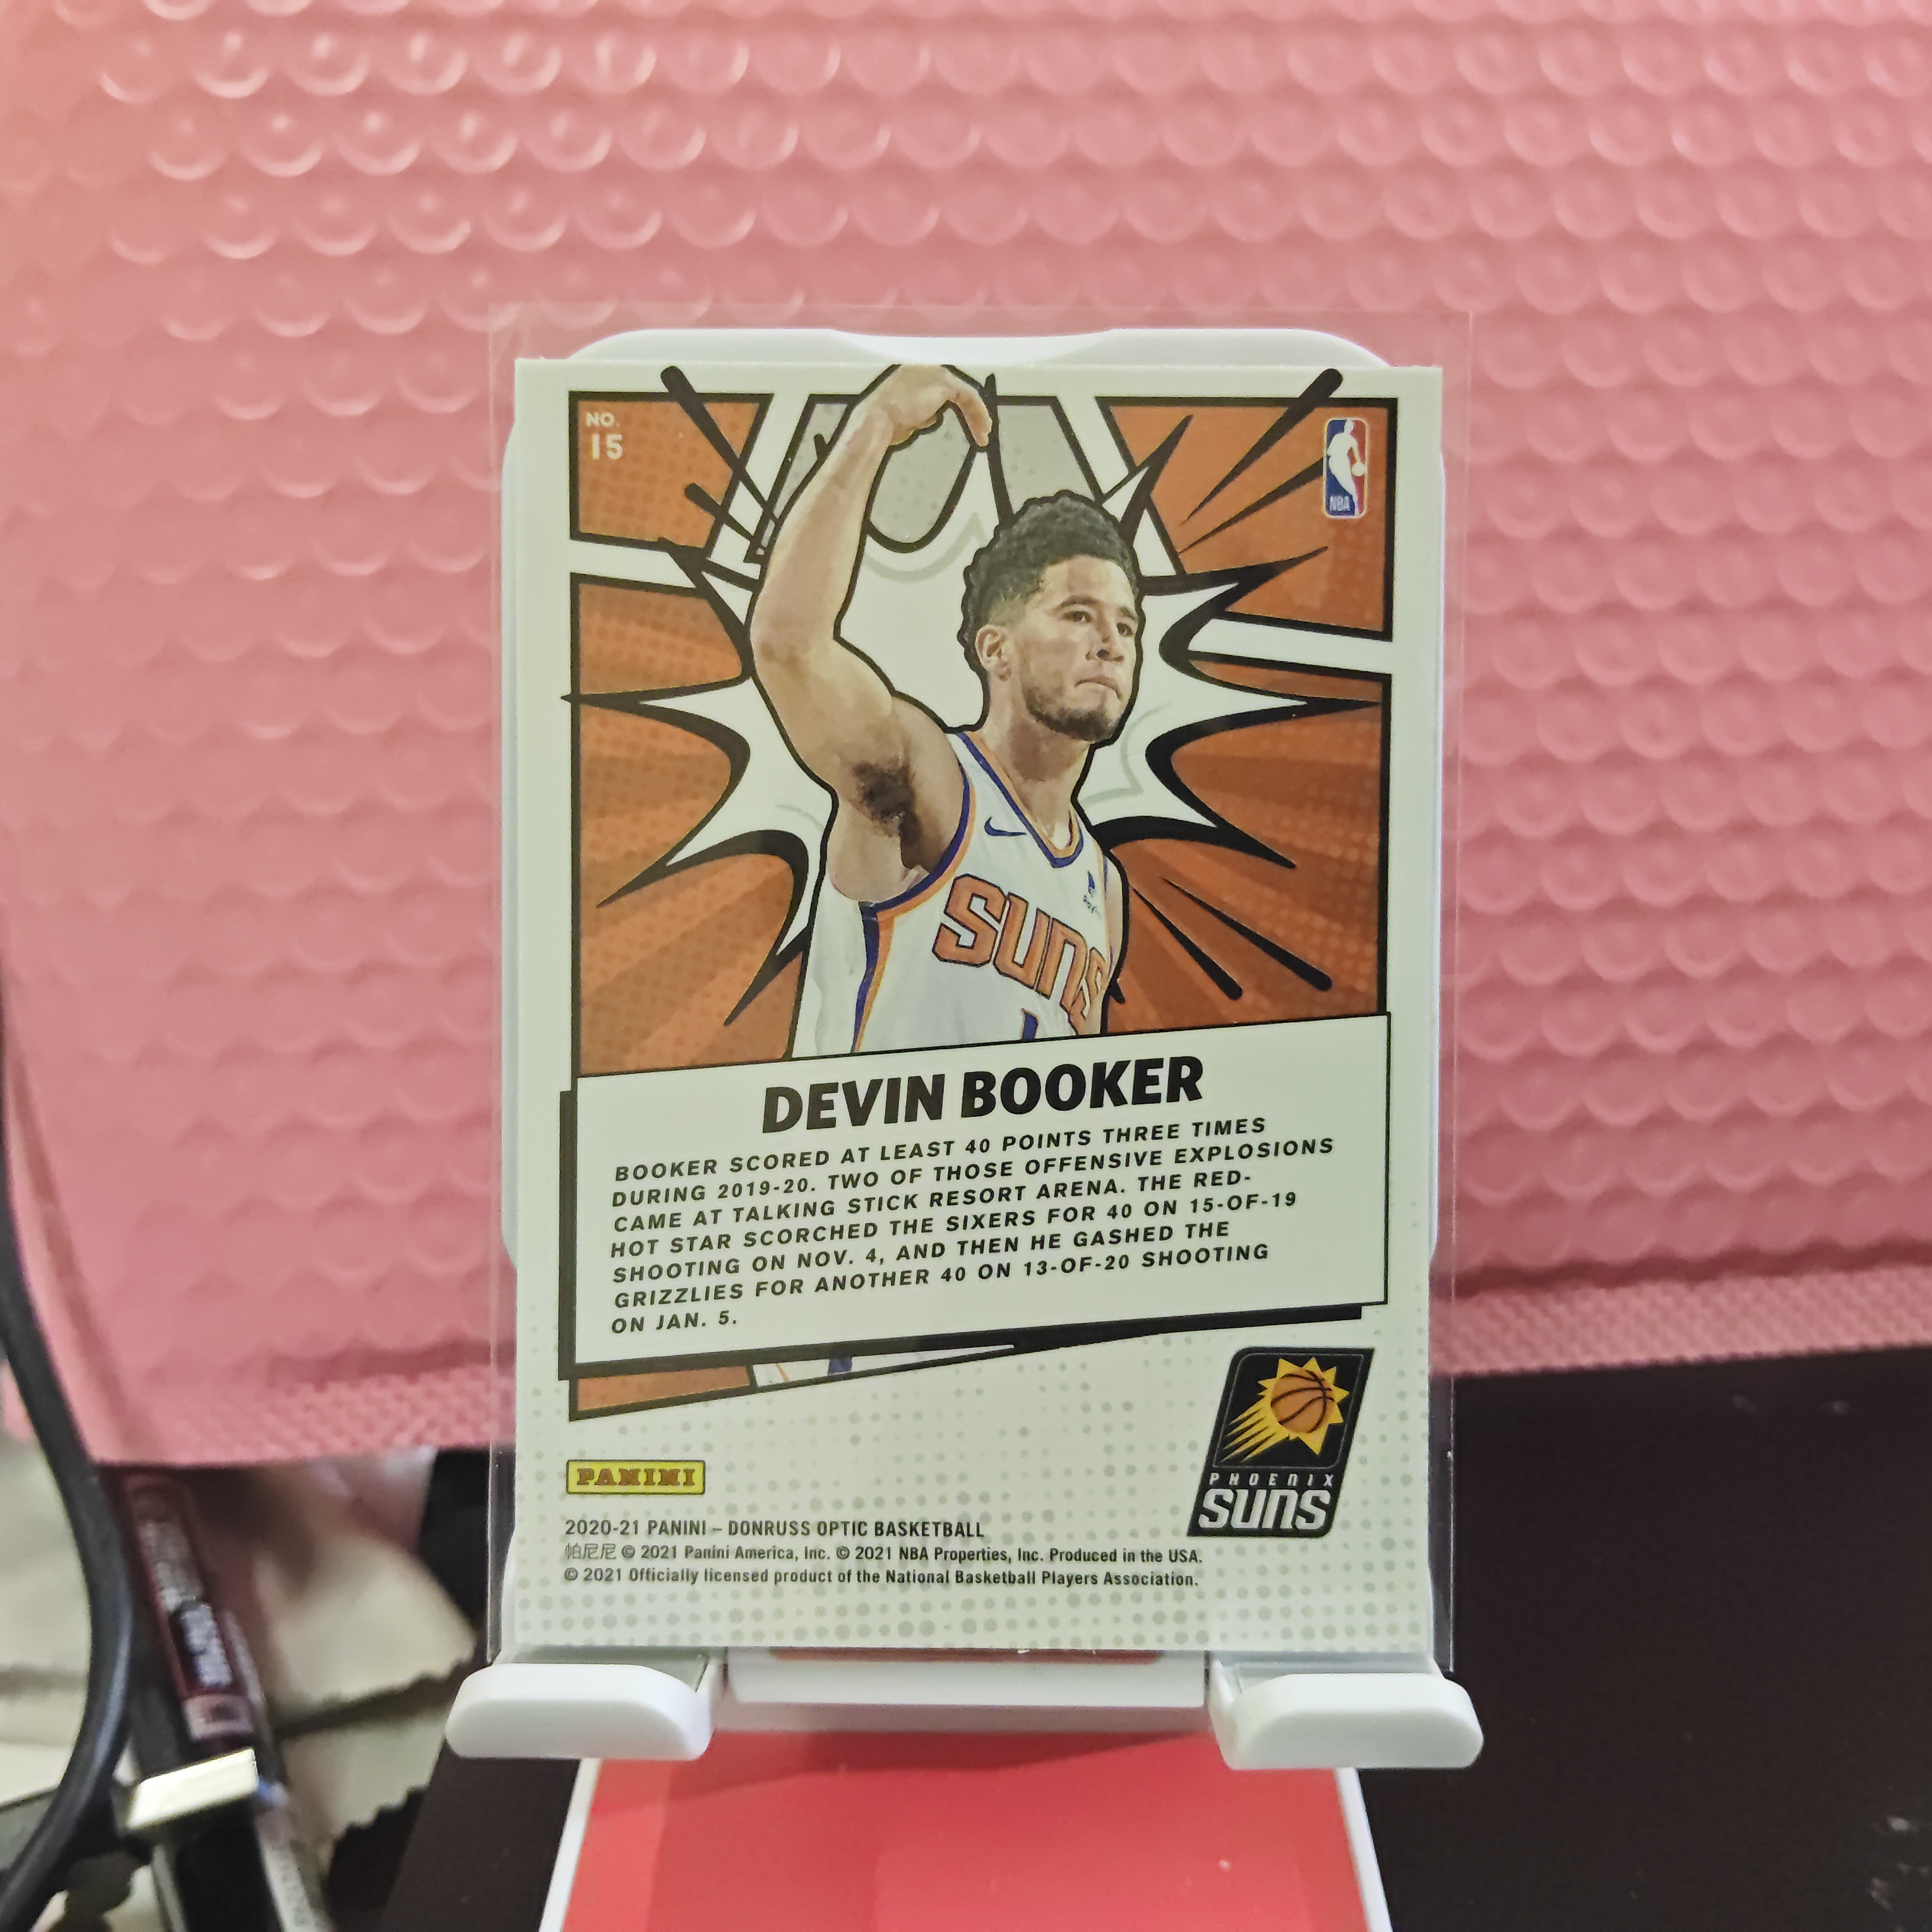 NO.
15
NBA
SUNS
DEVIN BOOKER
BOOKER SCORED AT LEAST 40 POINTS THREE TIMES
DURING 2019-20. TWO OF THOSE OFFENSIVE EXPLOSIONS
CAME AT TALKING STICK RESORT ARENA. THE RED-
HOT STAR SCORCHED THE SIXERS FOR 40 ON 15-OF-19
SHOOTING ON NOV. 4, AND THEN HE GASHED THE
GRIZZLIES FOR ANOTHER 40 ON 13-OF-20 SHOOTING
ON JAN. 5.
PHOENIX
SUNS
PANINI
2020-21 PANINI – DONRUSS OPTIC BASKETBALL
帕尼尼 © 2021 Panini America, Inc. © 2021 NBA Properties, Inc. Produced in the USA.
© 2021 Officially licensed product of the National Basketball Players Association.